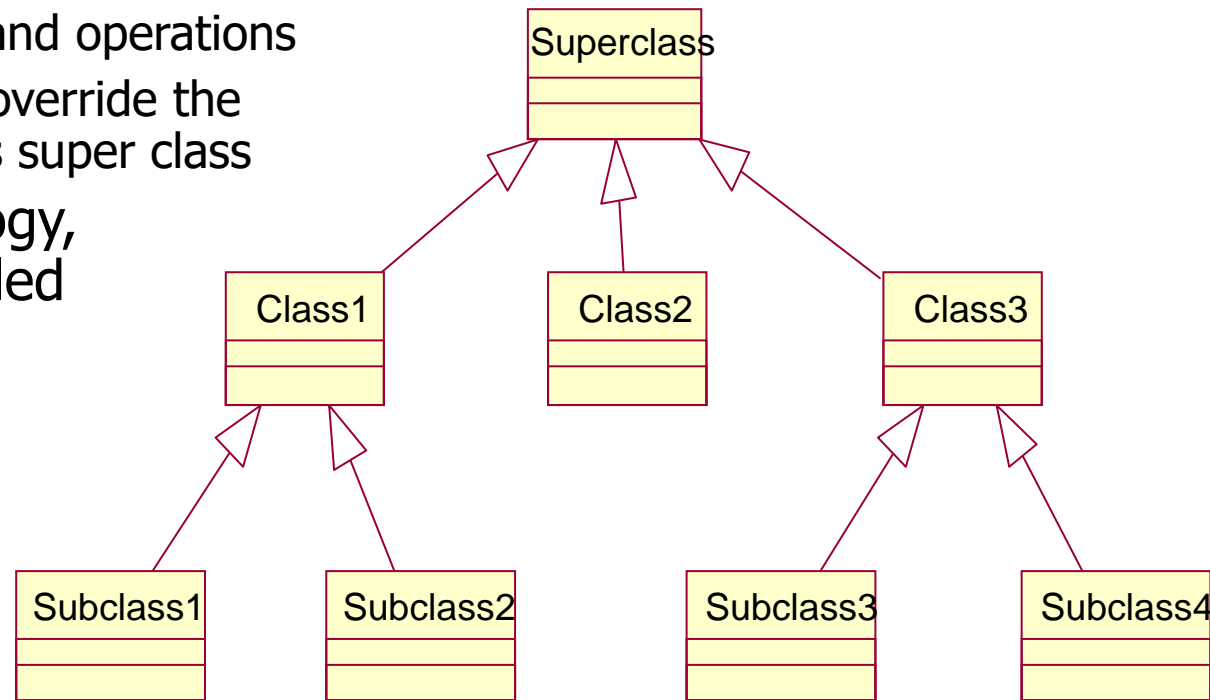 and operations
override the
s super class
ogy,
led
Superclass
Class1
Class2
Class3
Subclass1
Subclass2
Subclass3
Subclass4